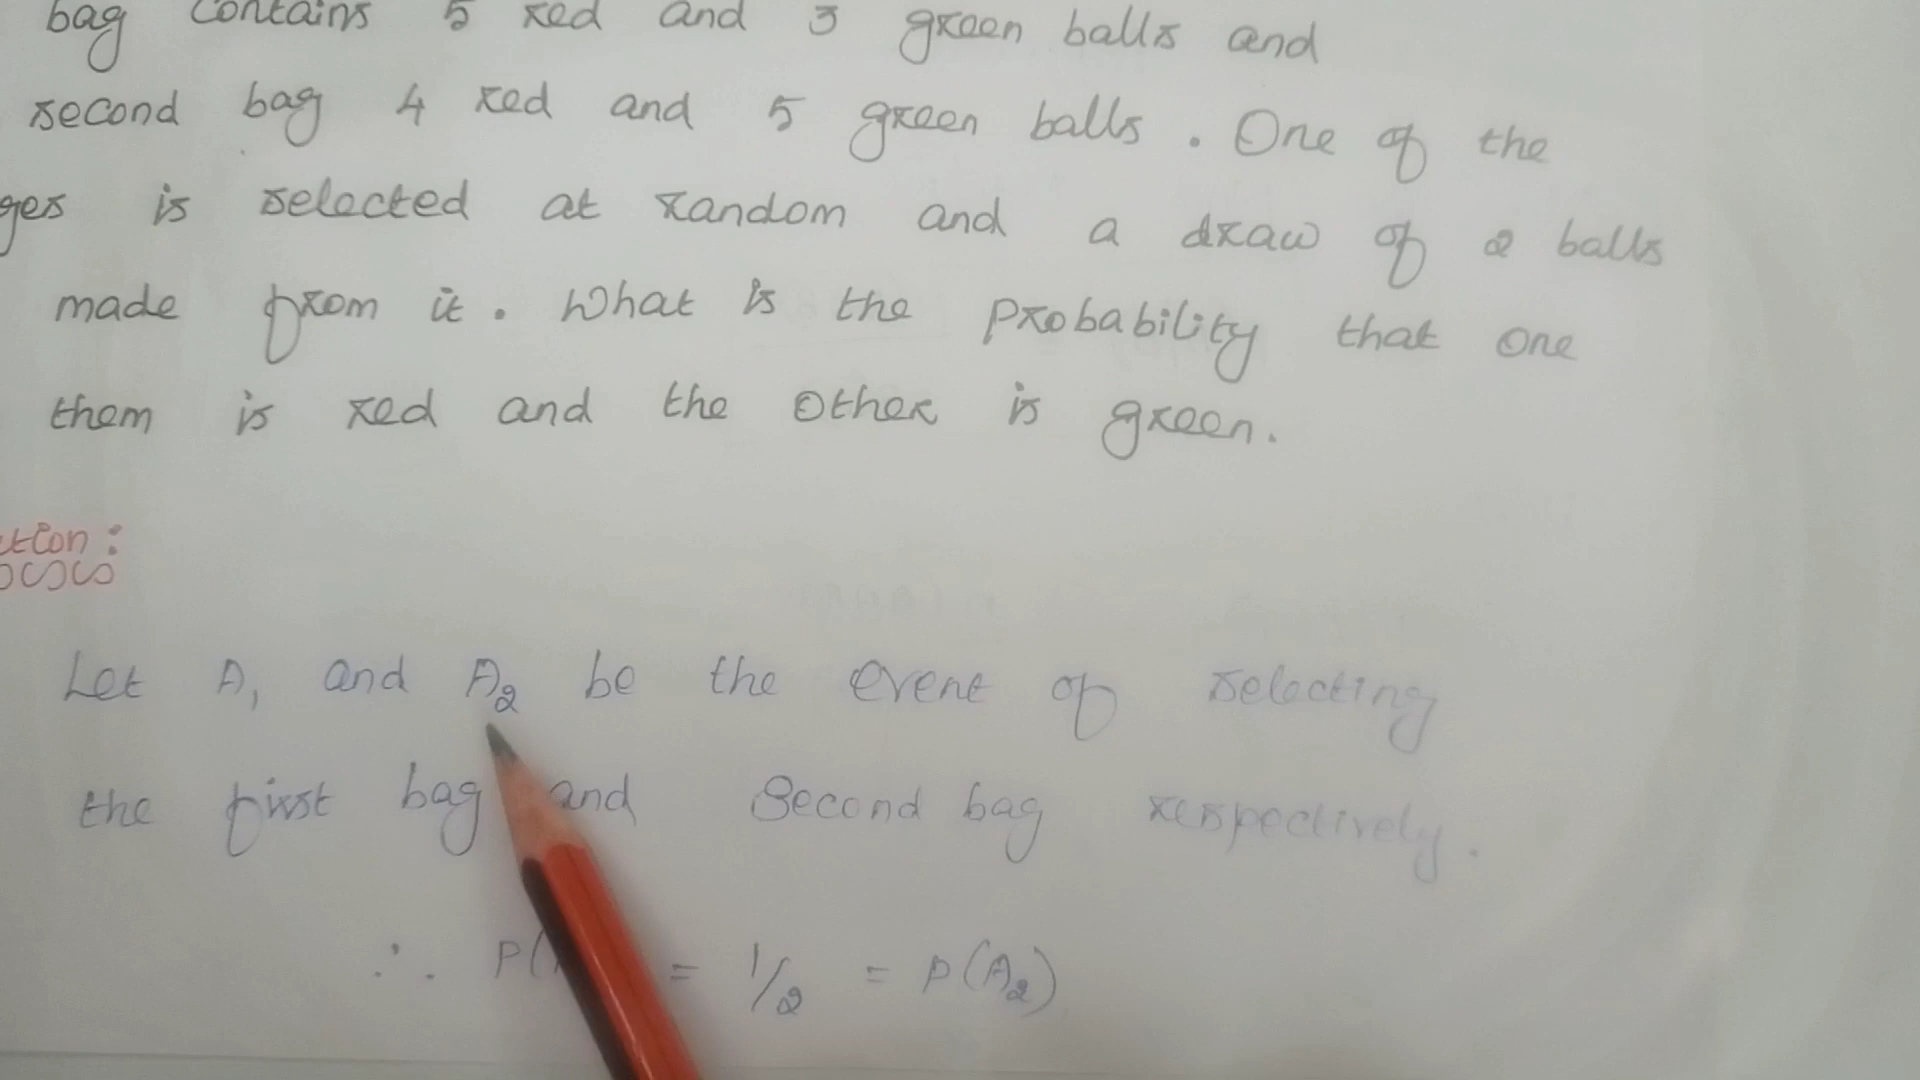 bag contains 5 red and 3 green balls and
second bag 4 red and 5 green balls. One of the
ges is selected at random and a draw of 2 balls
made from it. What is the probability that one
them is red and the other is green.
ution:
Let A1 and A2 be the event of selecting
the first bag and Second bag respectively.
∴ P( = 1/2 = P(A2)